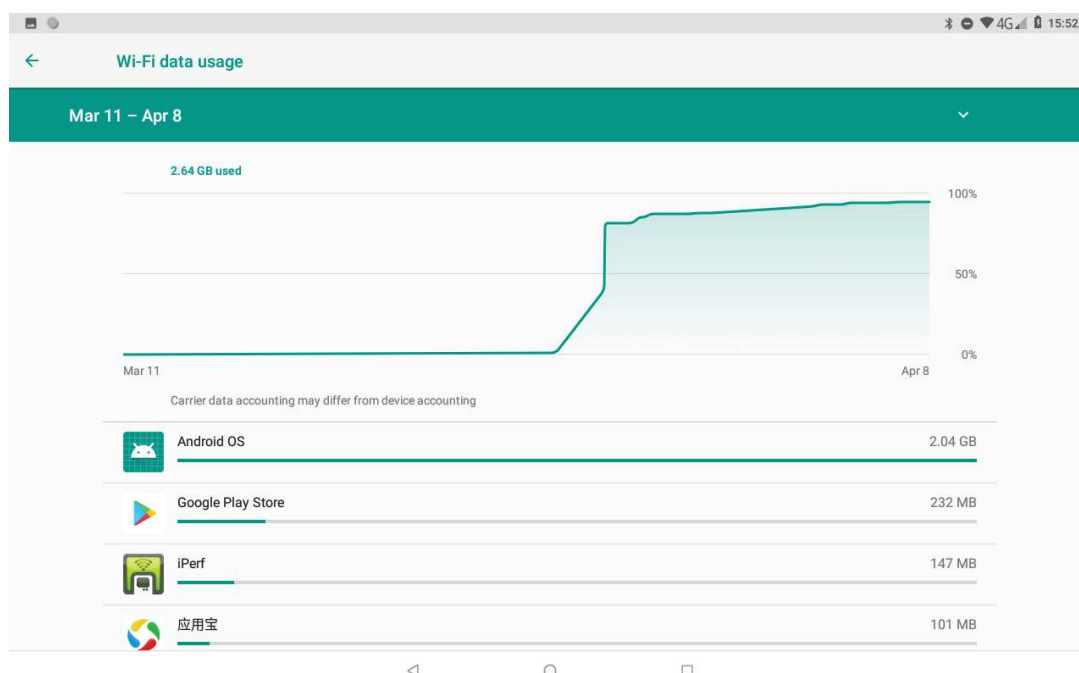 4G 15:52
Wi-Fi data usage
Mar 11 – Apr 8
2.64 GB used
100%
50%
0%
Mar 11 Apr 8
Carrier data accounting may differ from device accounting
Android OS 2.04 GB
Google Play Store 232 MB
iPerf 147 MB
应用宝 101 MB